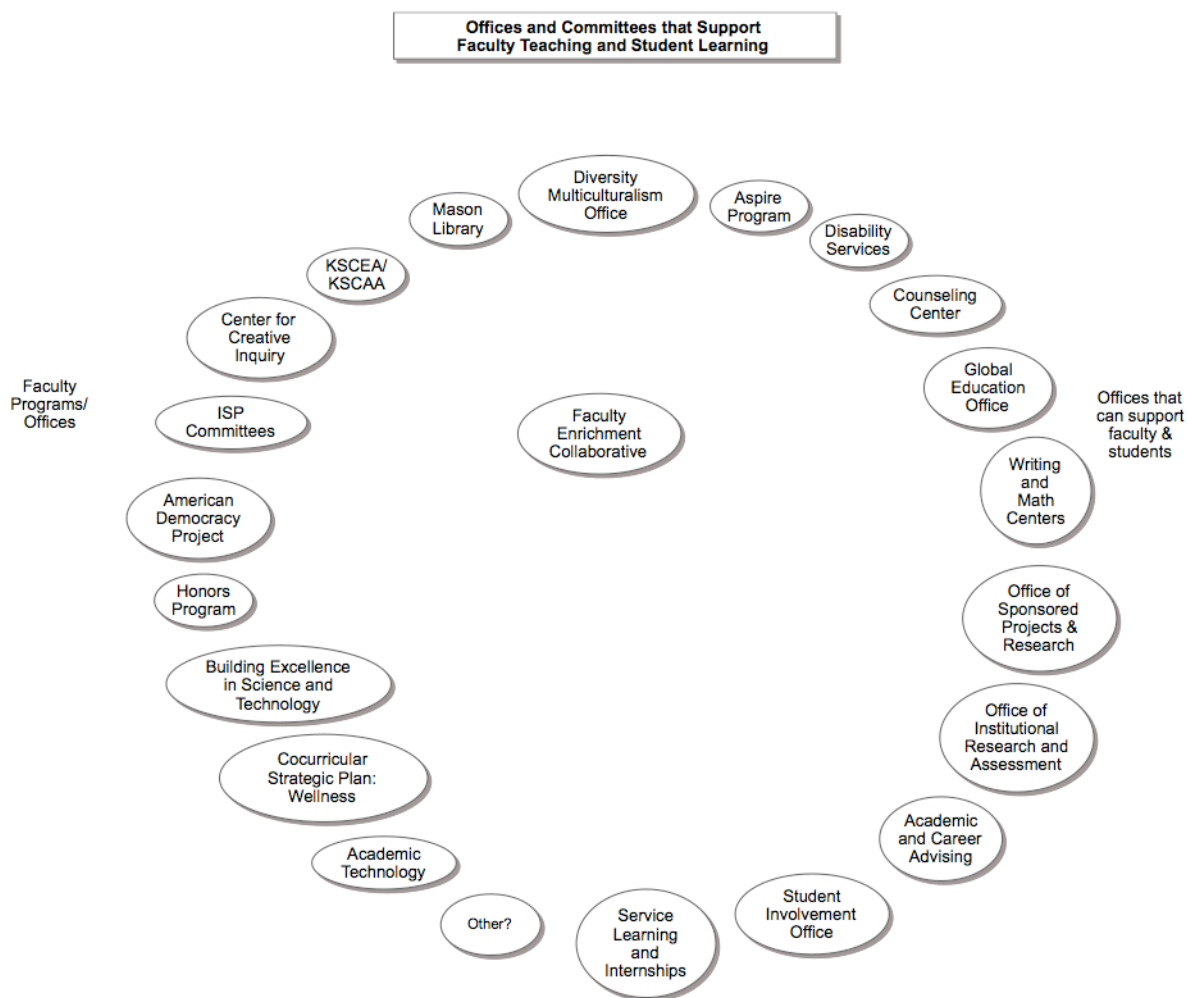 Offices and Committees that Support
Faculty Teaching and Student Learning
Diversity
Multiculturalism
Office
Aspire
Program
Mason
Library
Disability
Services
KSCEA/
KSCAA
Counseling
Center
Center for
Creative
Inquiry
Global
Education
Office
Faculty
Programs/
Offices
Offices that
can support
faculty &
students
ISP
Committees
Faculty
Enrichment
Collaborative
Writing
and
Math
Centers
American
Democracy
Project
Honors
Program
Office of
Sponsored
Projects &
Research
Building Excellence
in Science and
Technology
Office of
Institutional
Research and
Assessment
Cocurricular
Strategic Plan:
Wellness
Academic
and Career
Advising
Academic
Technology
Student
Involvement
Office
Other?
Service
Learning
and
Internships